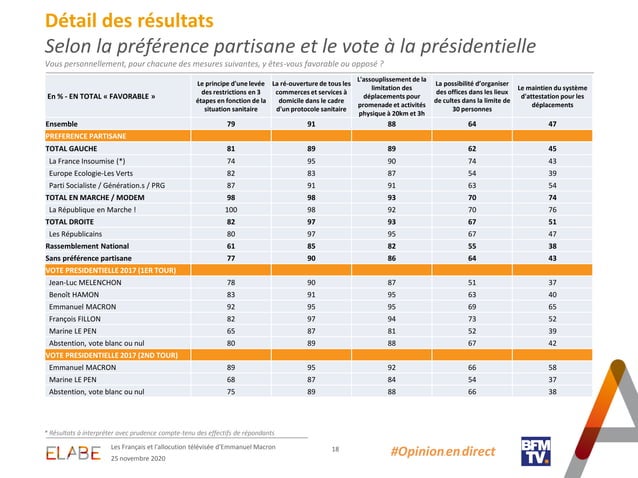 Détail des résultats
Selon la préférence partisane et le vote à la présidentielle
Vous personnellement, pour chacune des mesures suivantes, y êtes-vous favorable ou opposé ?
En % - EN TOTAL « FAVORABLE »
Le principe d'une levée des restrictions en 3 étapes en fonction de la situation sanitaire
La ré-ouverture de tous les commerces et services à domicile dans le cadre d'un protocole sanitaire
L'assouplissement de la limitation des déplacements pour promenade et activités physique à 20km et 3h
La possibilité d'organiser des offices dans les lieux de cultes dans la limite de 30 personnes
Le maintien du système d'attestation pour les déplacements
Ensemble 79 91 88 64 47
PREFERENCE PARTISANE
TOTAL GAUCHE 81 89 89 62 45
La France Insoumise (*) 74 95 90 74 43
Europe Ecologie-Les Verts 82 83 87 54 39
Parti Socialiste / Génération.s / PRG 87 91 91 63 54
TOTAL EN MARCHE / MODEM 98 98 93 70 74
La République en Marche ! 100 98 92 70 76
TOTAL DROITE 82 97 93 67 51
Les Républicains 80 97 95 67 47
Rassemblement National 61 85 82 55 38
Sans préférence partisane 77 90 86 64 43
VOTE PRESIDENTIELLE 2017 (1ER TOUR)
Jean-Luc MELENCHON 78 90 87 51 37
Benoît HAMON 83 91 95 63 40
Emmanuel MACRON 92 95 95 69 65
François FILLON 82 97 94 73 52
Marine LE PEN 65 87 81 52 39
Abstention, vote blanc ou nul 80 89 88 67 42
VOTE PRESIDENTIELLE 2017 (2ND TOUR)
Emmanuel MACRON 89 95 92 66 58
Marine LE PEN 68 87 84 54 37
Abstention, vote blanc ou nul 75 89 88 66 38
* Résultats à interpréter avec prudence compte-tenu des effectifs de répondants
ELABE
Les Français et l'allocution télévisée d'Emmanuel Macron
25 novembre 2020
18
#Opinion en direct
BFM TV.